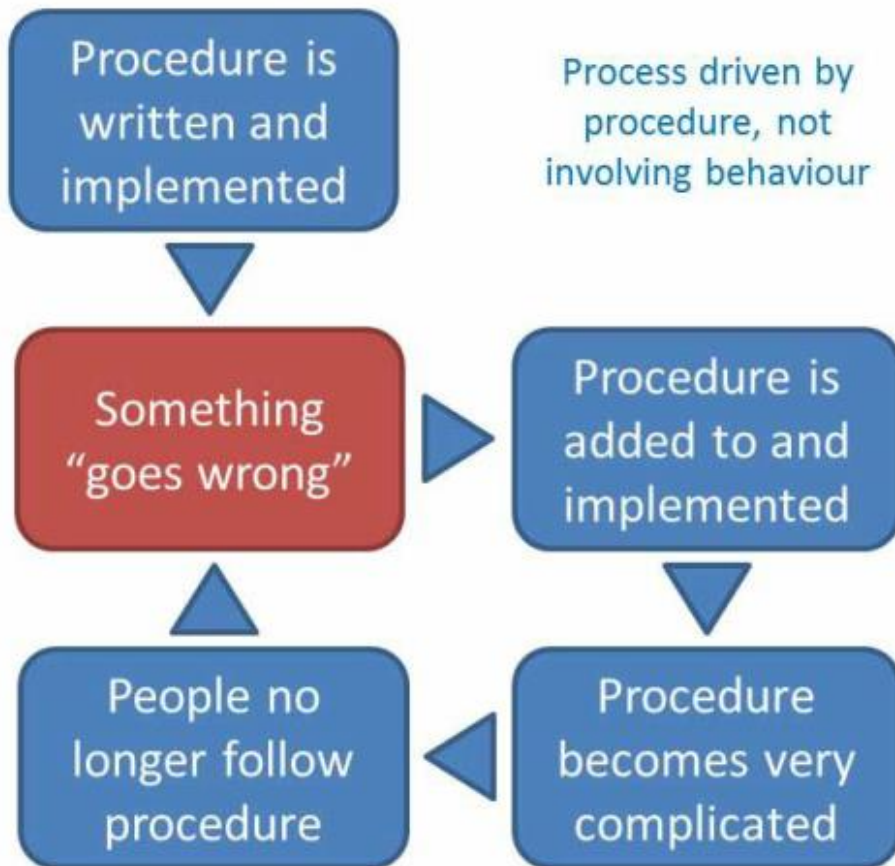 Procedure is
written and
implemented
Process driven by
procedure, not
involving behaviour
Something
“goes wrong”
Procedure is
added to and
implemented
Procedure
becomes very
complicated
People no
longer follow
procedure